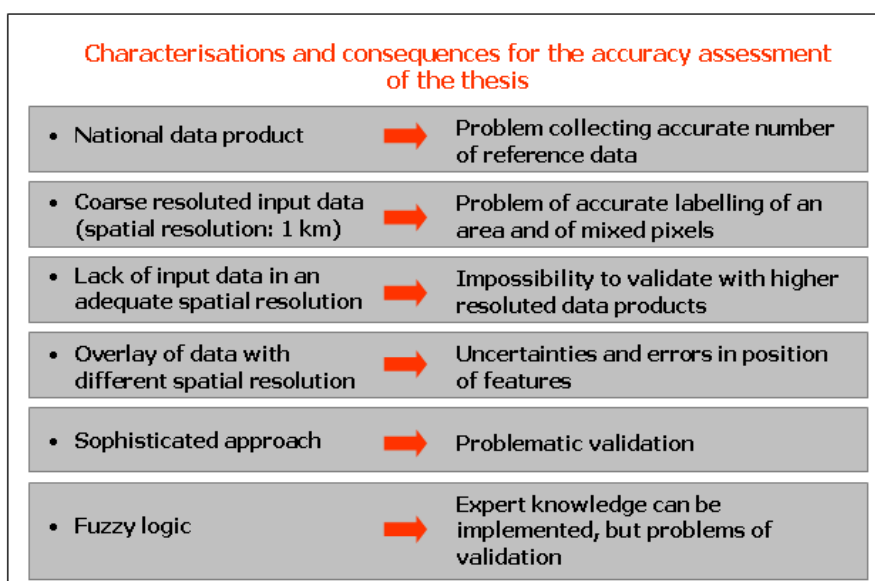 Characterisations and consequences for the accuracy assessment
of the thesis
• National data product
Problem collecting accurate number
of reference data
• Coarse resoluted input data
(spatial resolution: 1 km)
Problem of accurate labelling of an
area and of mixed pixels
• Lack of input data in an
adequate spatial resolution
Impossibility to validate with higher
resoluted data products
• Overlay of data with
different spatial resolution
Uncertainties and errors in position
of features
• Sophisticated approach
Problematic validation
• Fuzzy logic
Expert knowledge can be
implemented, but problems of
validation